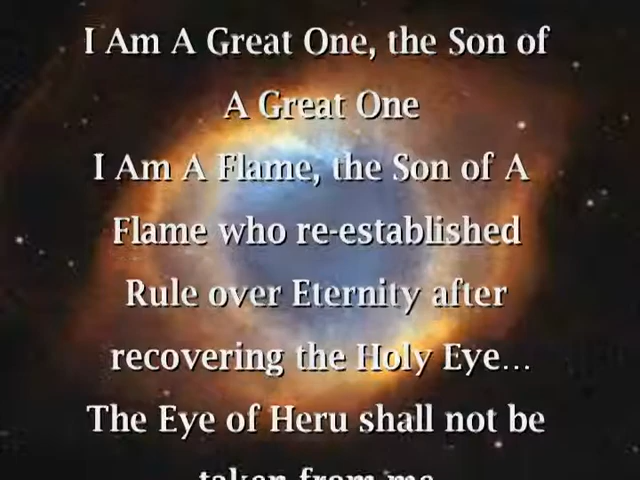 I Am A Great One, the Son of
A Great One
I Am A Flame, the Son of A
Flame who re-established
Rule over Eternity after
recovering the Holy Eye...
The Eye of Heru shall not be
taken from me